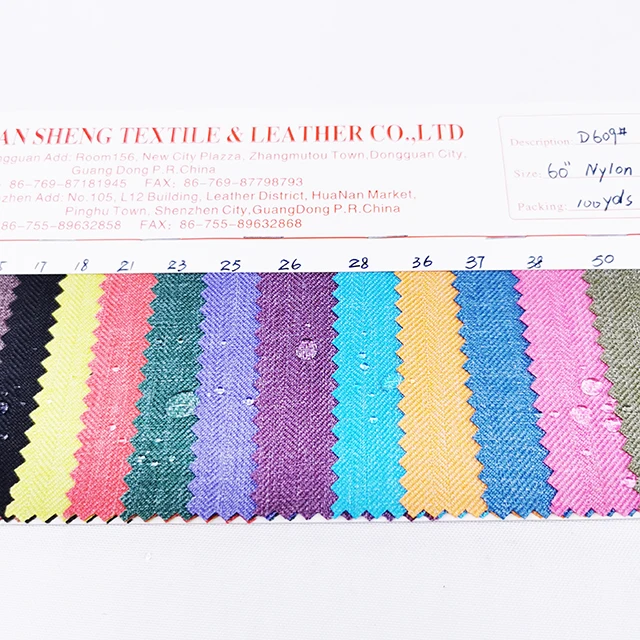 AN SHENG TEXTILE & LEATHER CO.,LTD
ngguan Add: Room156, New City Plazza, Zhangmutou Town,Dongguan City,
Guang Dong P.R.China
86-769-87181945 FAX; 86-769-87798793
zhen Add: No.105, L12 Building, Leather District, HuaNan Market,
Pinghu Town, Shenzhen City,GuangDong P.R.China
86-755-89632858 FAX; 86-755-89632868
Description: D609#
Size: 60" Nylon
Packing: 100yds
17 18 21 23 25 26 28 36 37 38 50